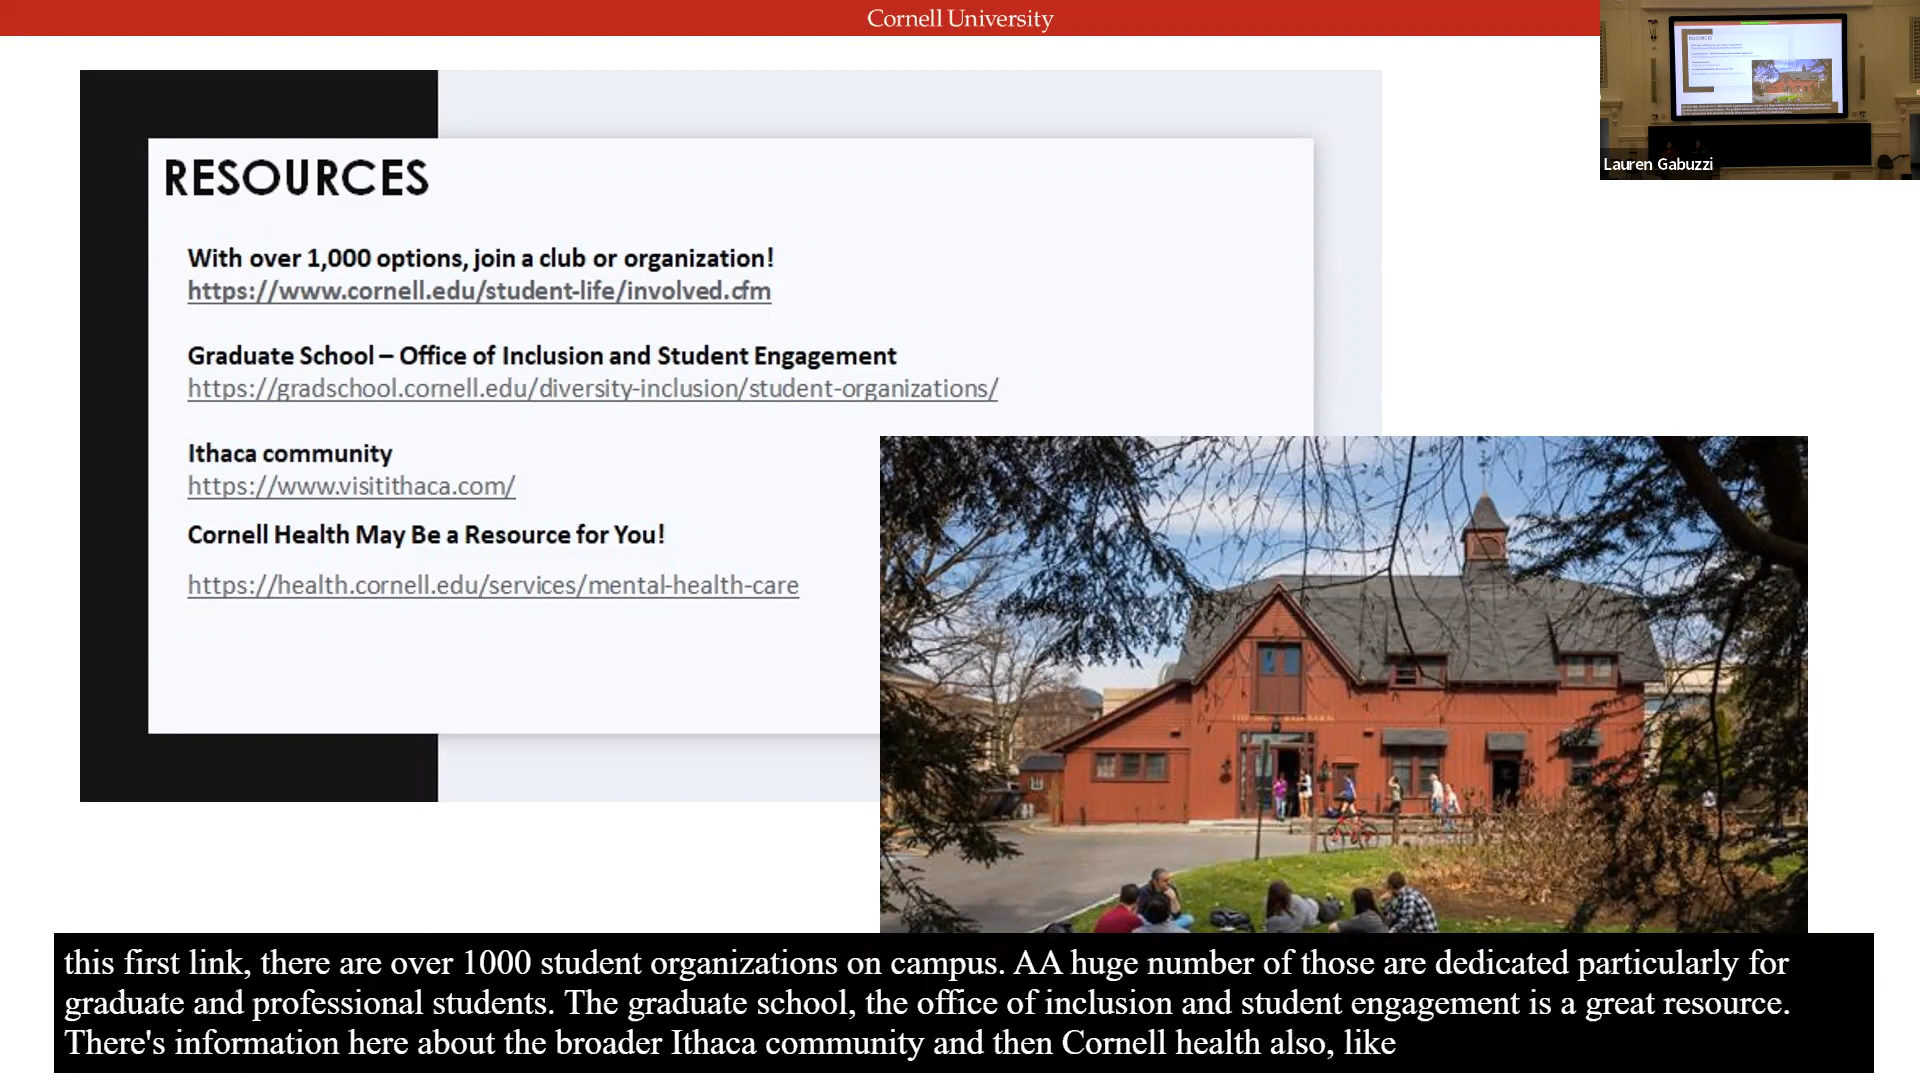 Cornell University
Lauren Gabuzzi
RESOURCES
With over 1,000 options, join a club or organization!
https://www.cornell.edu/student-life/involved.cfm
Graduate School – Office of Inclusion and Student Engagement
https://gradschool.cornell.edu/diversity-inclusion/student-organizations/
Ithaca community
https://www.visitithaca.com/
Cornell Health May Be a Resource for You!
https://health.cornell.edu/services/mental-health-care
this first link, there are over 1000 student organizations on campus. AA huge number of those are dedicated particularly for
graduate and professional students. The graduate school, the office of inclusion and student engagement is a great resource.
There's information here about the broader Ithaca community and then Cornell health also, like